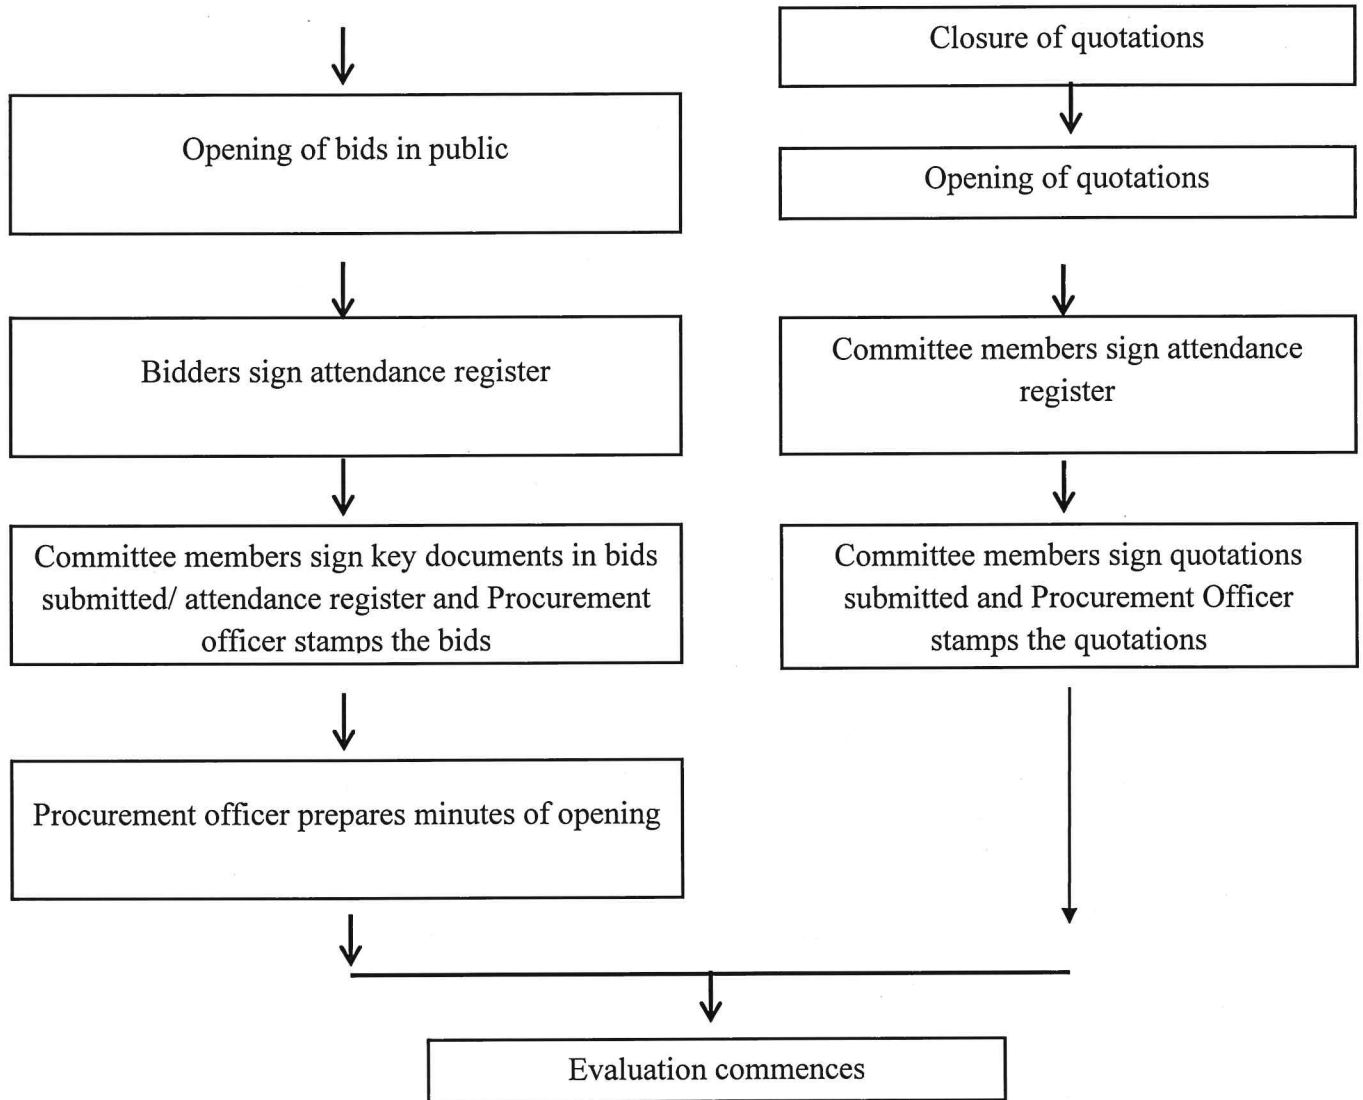 Opening of bids in public
Bidders sign attendance register
Committee members sign key documents in bids
submitted/ attendance register and Procurement
officer stamps the bids
Procurement officer prepares minutes of opening
Closure of quotations
Opening of quotations
Committee members sign attendance
register
Committee members sign quotations
submitted and Procurement Officer
stamps the quotations
Evaluation commences